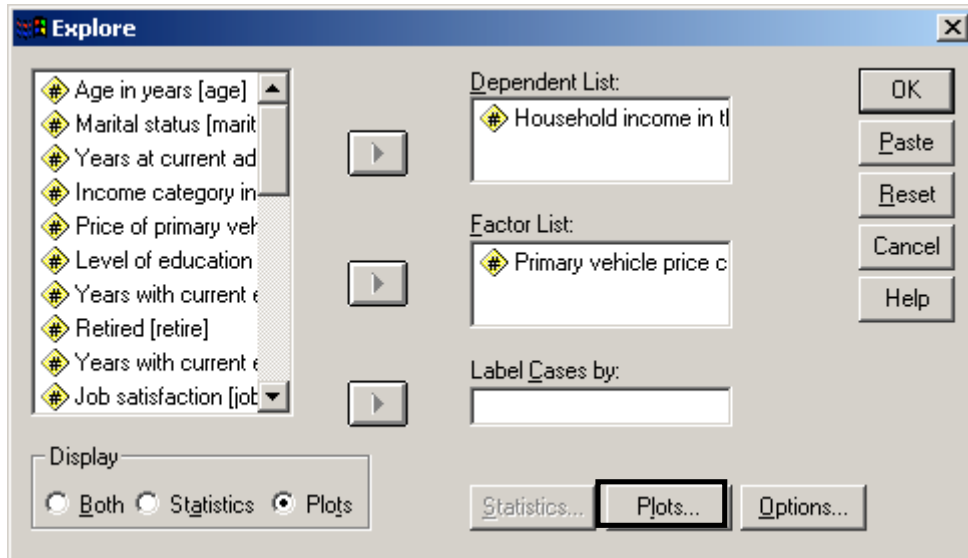 Explore
Age in years [age]
Marital status [marit
Years at current ad
Income category in
Price of primary veh
Level of education
Years with current e
Retired [retire]
Years with current e
Job satisfaction [job
Display
Both
Statistics
Plots
Dependent List:
Household income in th
Factor List:
Primary vehicle price c
Label Cases by:
Statistics...
Plots...
Options...
OK
Paste
Reset
Cancel
Help